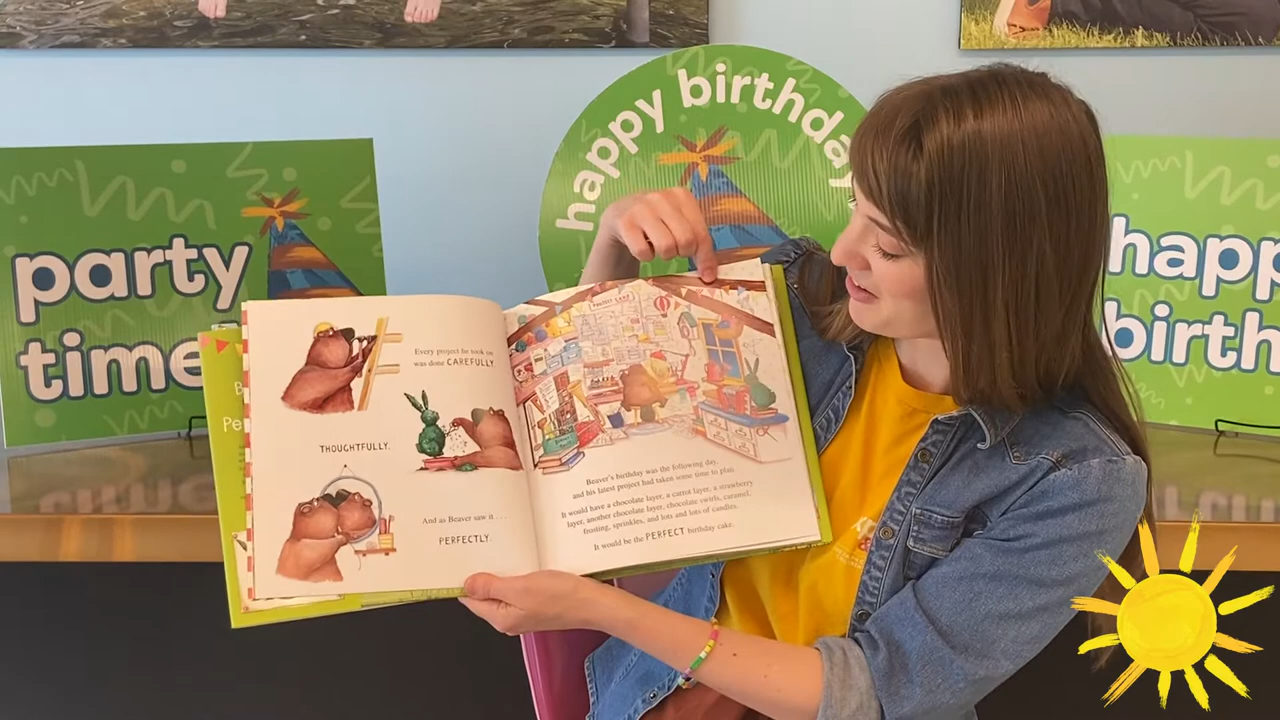 party
time
happy birthday
happ
birth
Every project he took on
was done CAREFULLY.
THOUGHTFULLY.
And as Beaver saw it . . .
PERFECTLY.
PERFECT CAKE
Beaver's birthday was the following day,
and his latest project had taken some time to plan.
It would have a chocolate layer, a carrot layer, a strawberry
layer, another chocolate layer, chocolate swirls, caramel,
frosting, sprinkles, and lots and lots of candles.
It would be the PERFECT birthday cake.